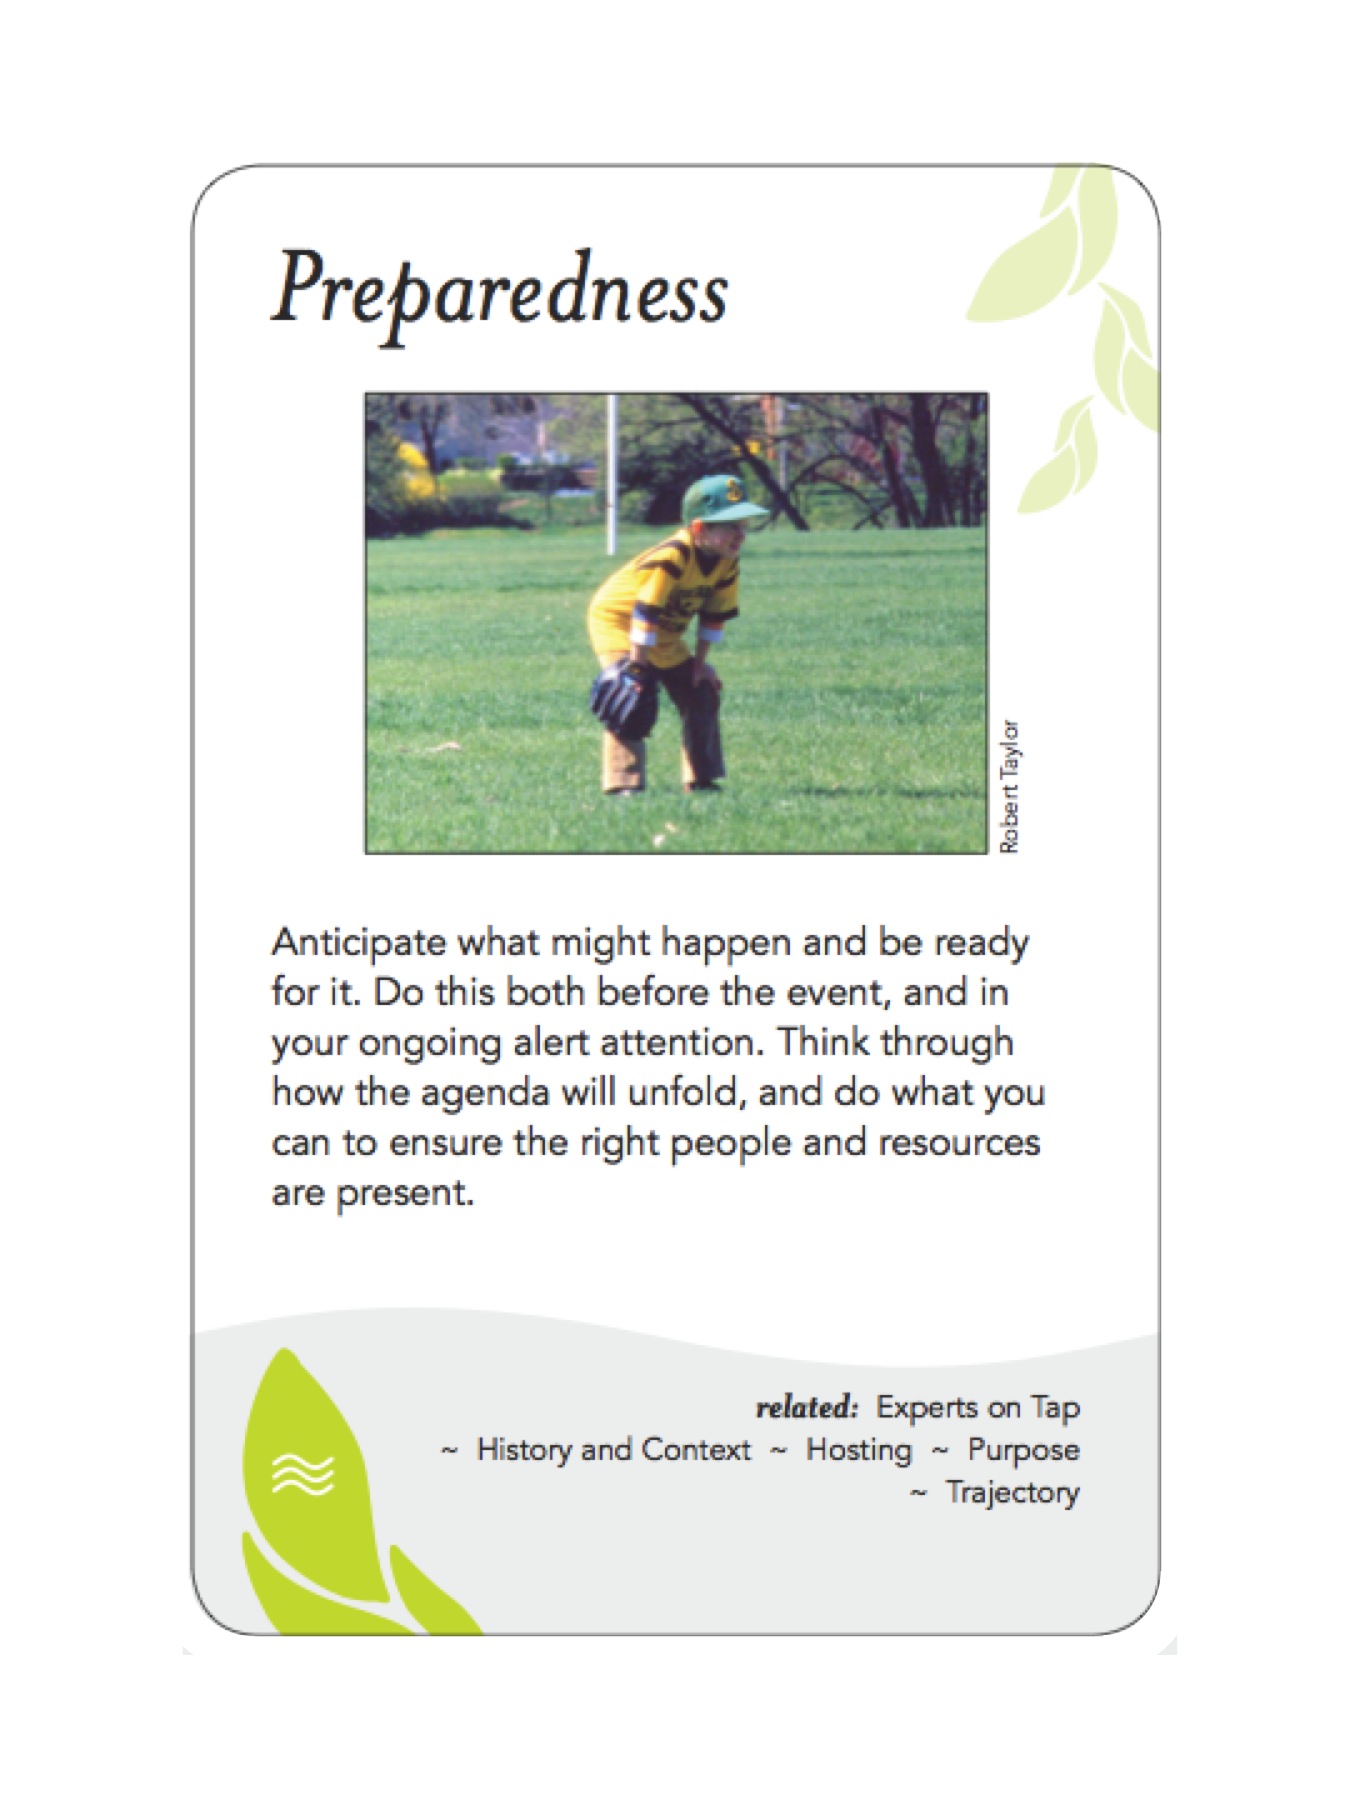 Preparedness
Robert Taylor
Anticipate what might happen and be ready
for it. Do this both before the event, and in
your ongoing alert attention. Think through
how the agenda will unfold, and do what you
can to ensure the right people and resources
are present.
related: Experts on Tap
~ History and Context ~ Hosting ~ Purpose
~ Trajectory